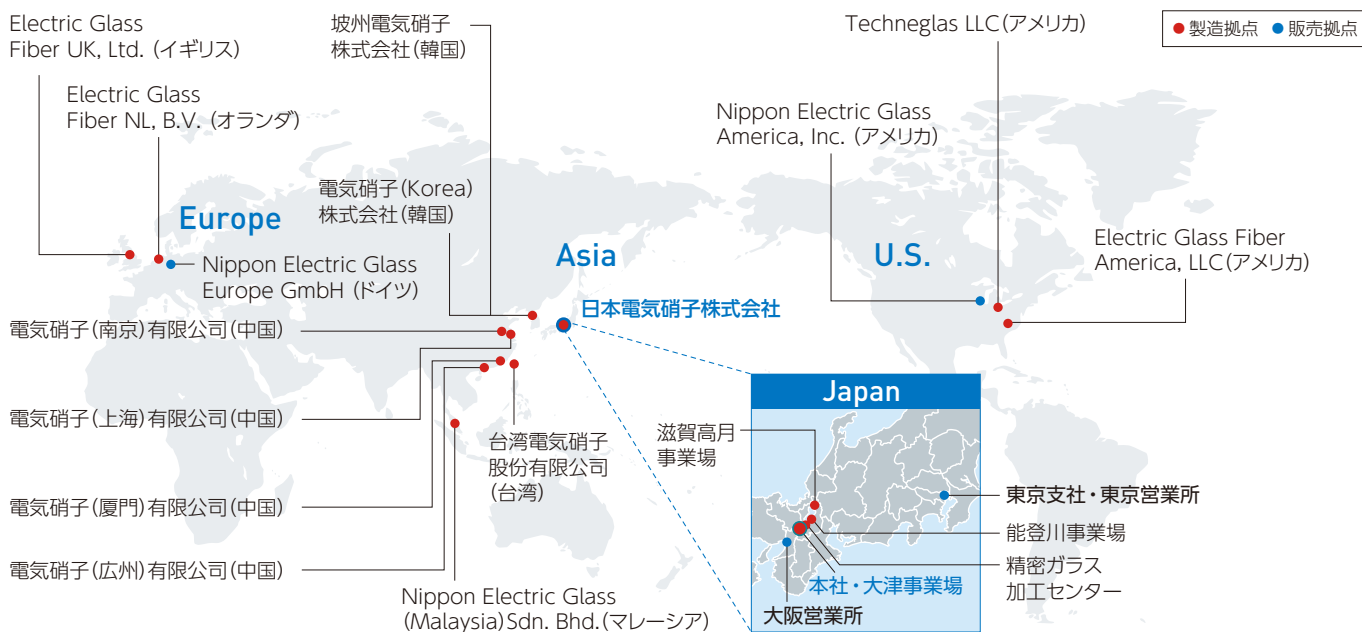 Electric Glass
Fiber UK, Ltd. (イギリス)
坡州電気硝子
株式会社(韓国)
Techneglas LLC(アメリカ)
製造拠点
販売拠点
Electric Glass
Fiber NL, B.V. (オランダ)
Nippon Electric Glass
America, Inc. (アメリカ)
電気硝子(Korea)
株式会社(韓国)
Europe
Asia
U.S.
Electric Glass Fiber
America, LLC(アメリカ)
Nippon Electric Glass
Europe GmbH (ドイツ)
日本電気硝子株式会社
電気硝子(南京)有限公司(中国)
電気硝子(上海)有限公司(中国)
電気硝子(厦門)有限公司(中国)
電気硝子(広州)有限公司(中国)
台湾電気硝子
股份有限公司
(台湾)
Nippon Electric Glass
(Malaysia)Sdn. Bhd.(マレーシア)
Japan
滋賀高月
事業場
東京支社・東京営業所
能登川事業場
精密ガラス
加工センター
本社・大津事業場
大阪営業所